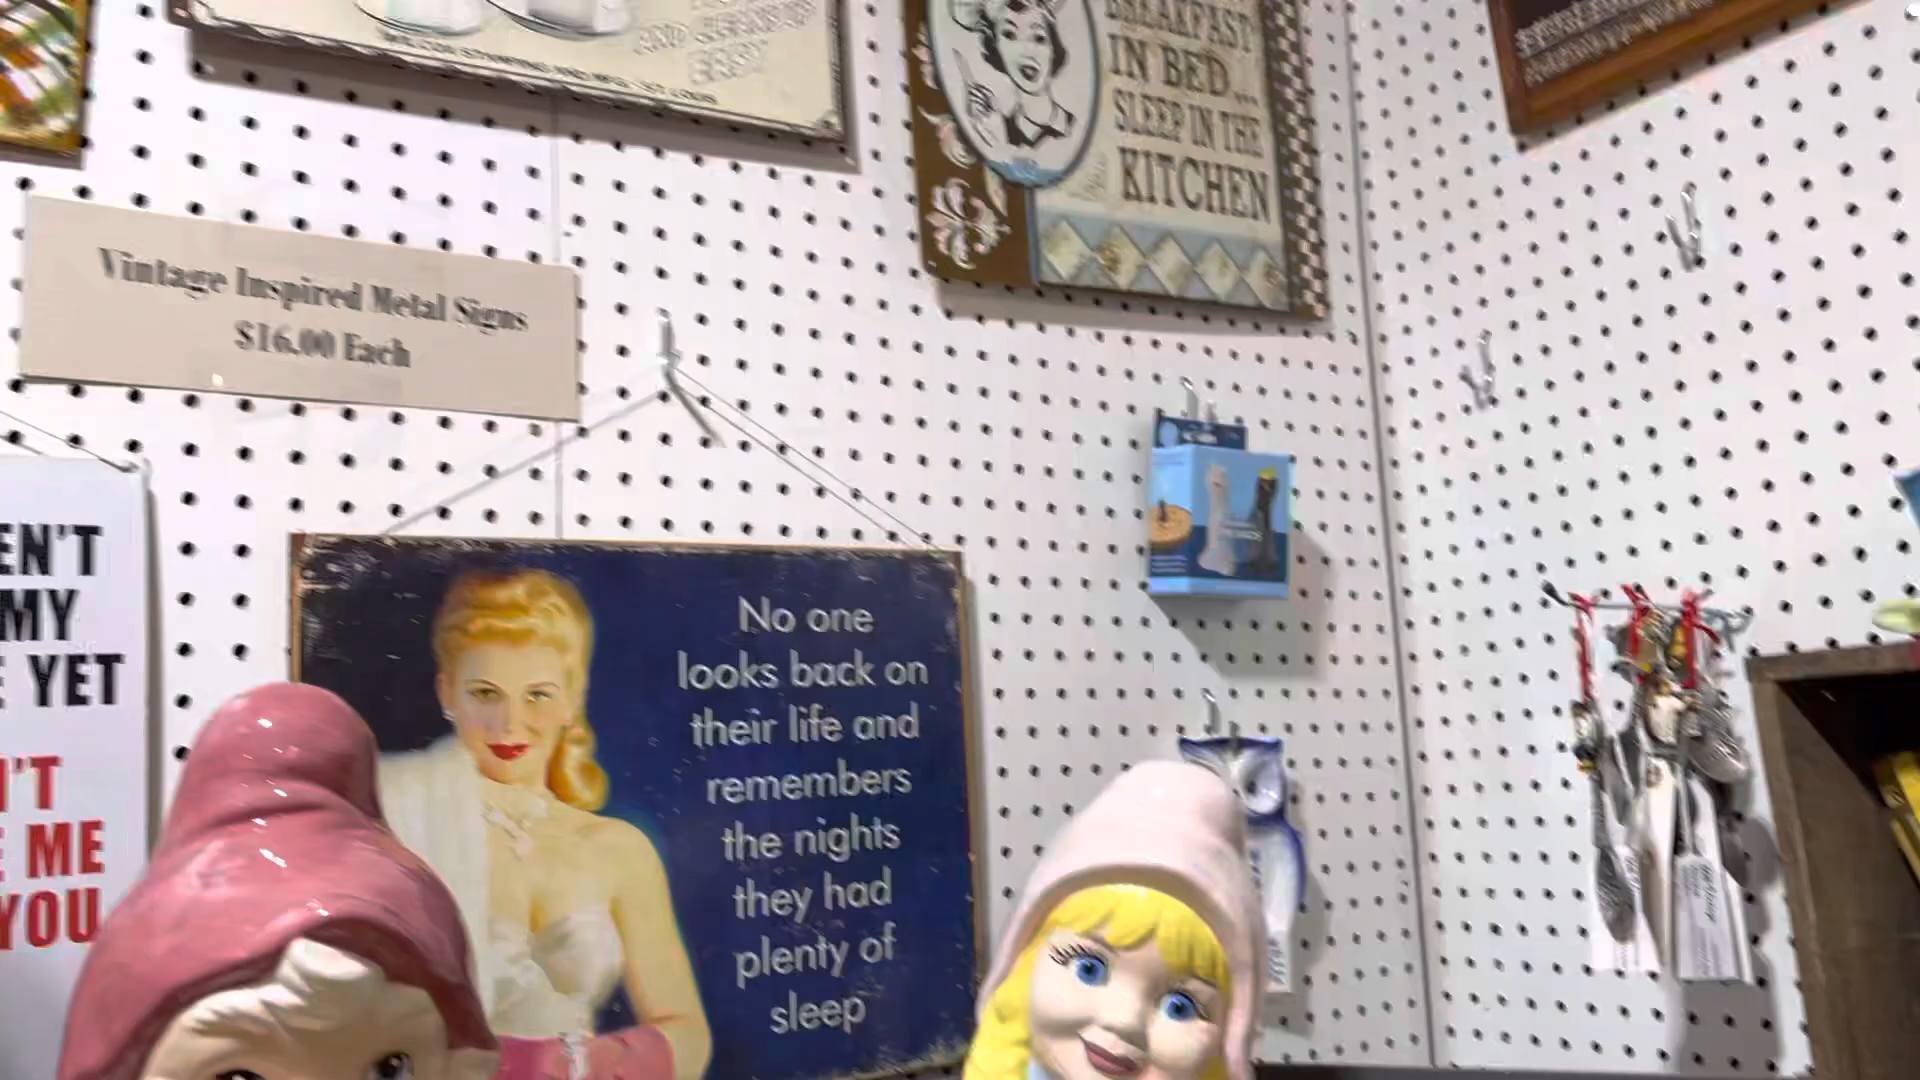 BREAKFAST
IN BED...
SLEEP IN THE
KITCHEN
Vintage Inspired Metal Signs
$16.00 Each
EN'T
MY
E YET
'T
E ME
YOU
No one
looks back on
their life and
remembers
the nights
they had
plenty of
sleep